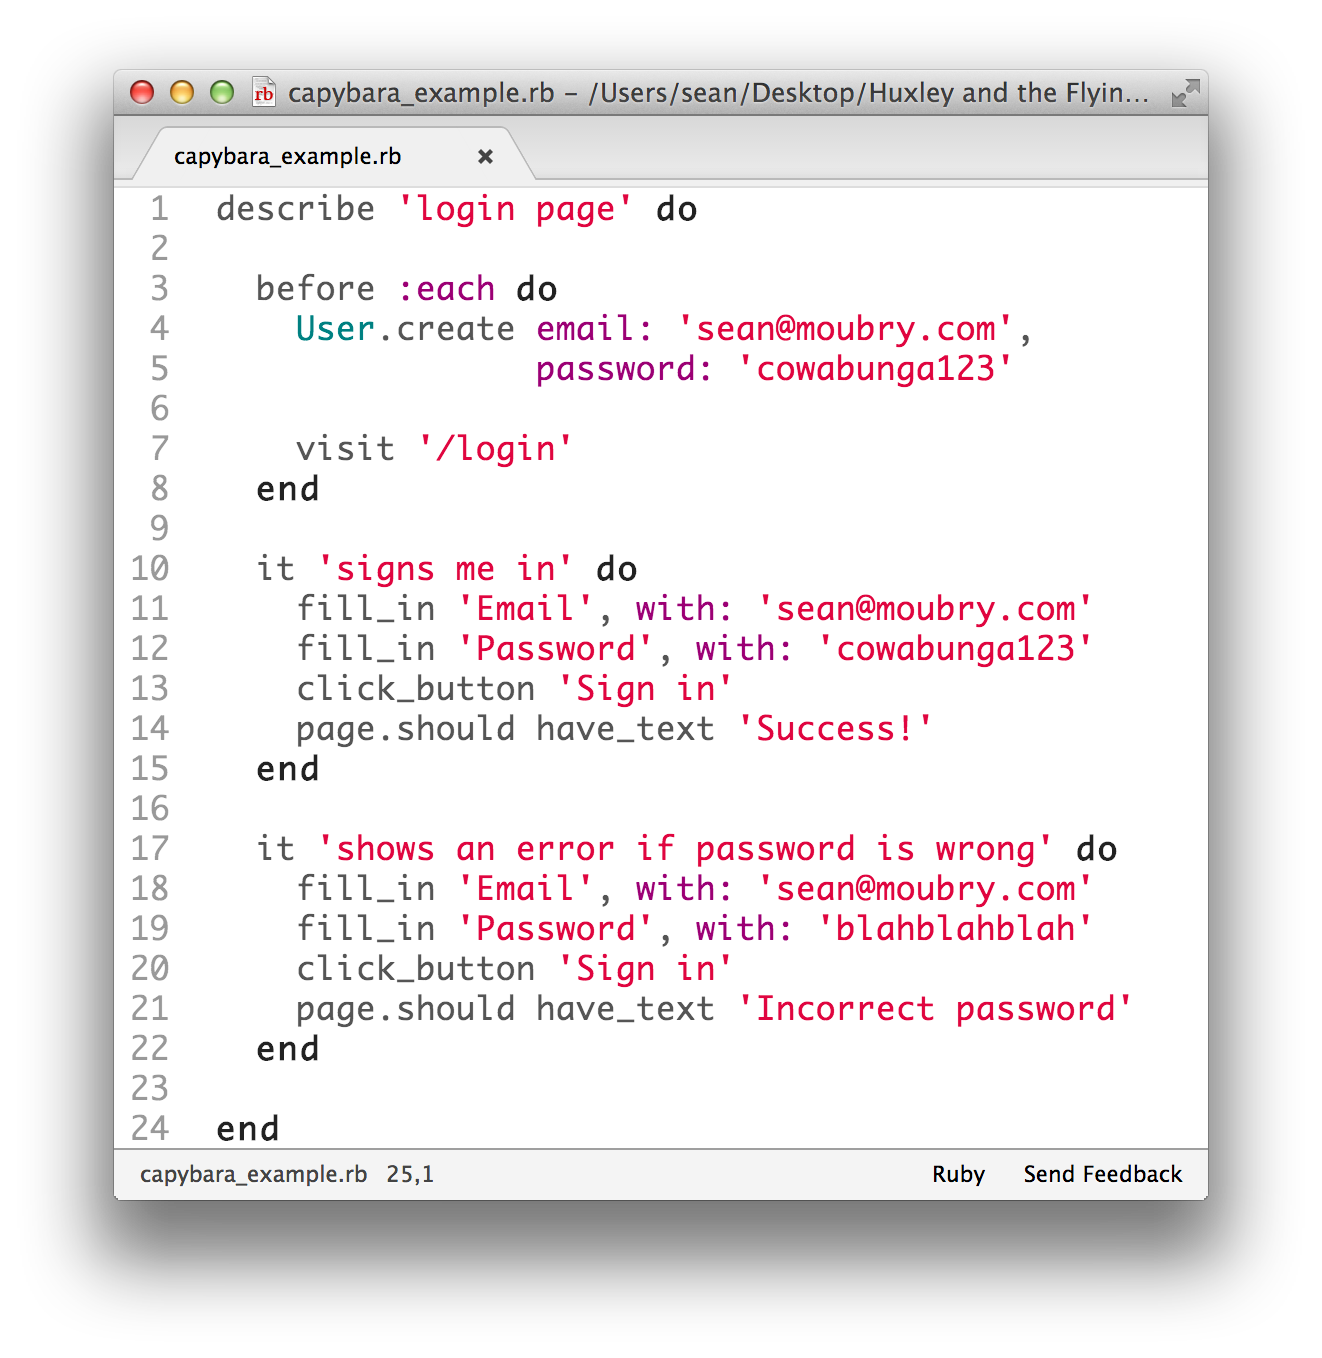 rb capybara_example.rb – /Users/sean/Desktop/Huxley and the Flyin...
capybara_example.rb ×
1 describe 'login page' do
2
3   before :each do
4     User.create email: 'sean@moubry.com',
5                 password: 'cowabunga123'
6
7     visit '/login'
8   end
9
10   it 'signs me in' do
11     fill_in 'Email', with: 'sean@moubry.com'
12     fill_in 'Password', with: 'cowabunga123'
13     click_button 'Sign in'
14     page.should have_text 'Success!'
15   end
16
17   it 'shows an error if password is wrong' do
18     fill_in 'Email', with: 'sean@moubry.com'
19     fill_in 'Password', with: 'blahblahblah'
20     click_button 'Sign in'
21     page.should have_text 'Incorrect password'
22   end
23
24 end
capybara_example.rb 25,1 Ruby Send Feedback